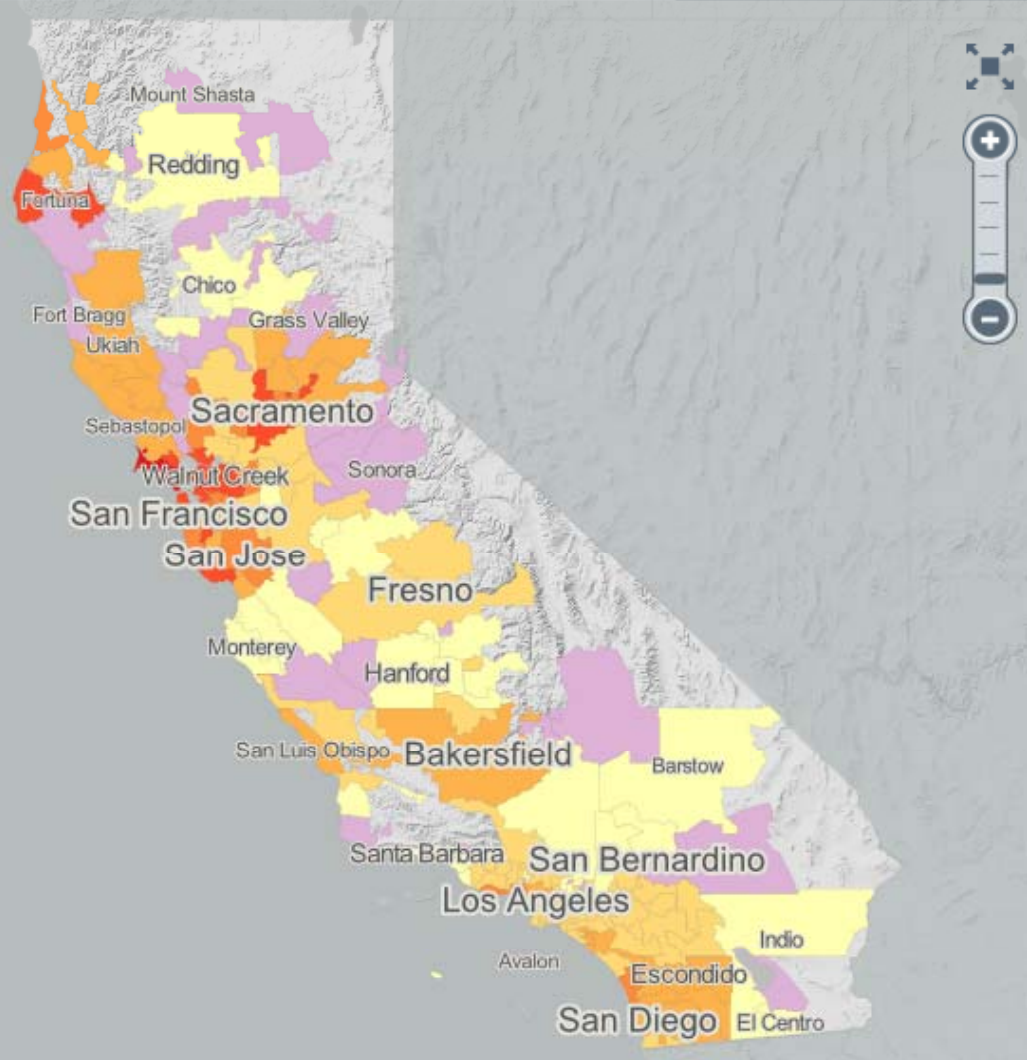 Mount Shasta
Redding
Fortuna
Chico
Fort Bragg
Grass Valley
Ukiah
Sacramento
Sebastopol
Walnut Creek
Sonora
San Francisco
San Jose
Fresno
Monterey
Hanford
San Luis Obispo
Bakersfield
Barstow
Santa Barbara
San Bernardino
Los Angeles
Indio
Avalon
Escondido
San Diego
El Centro